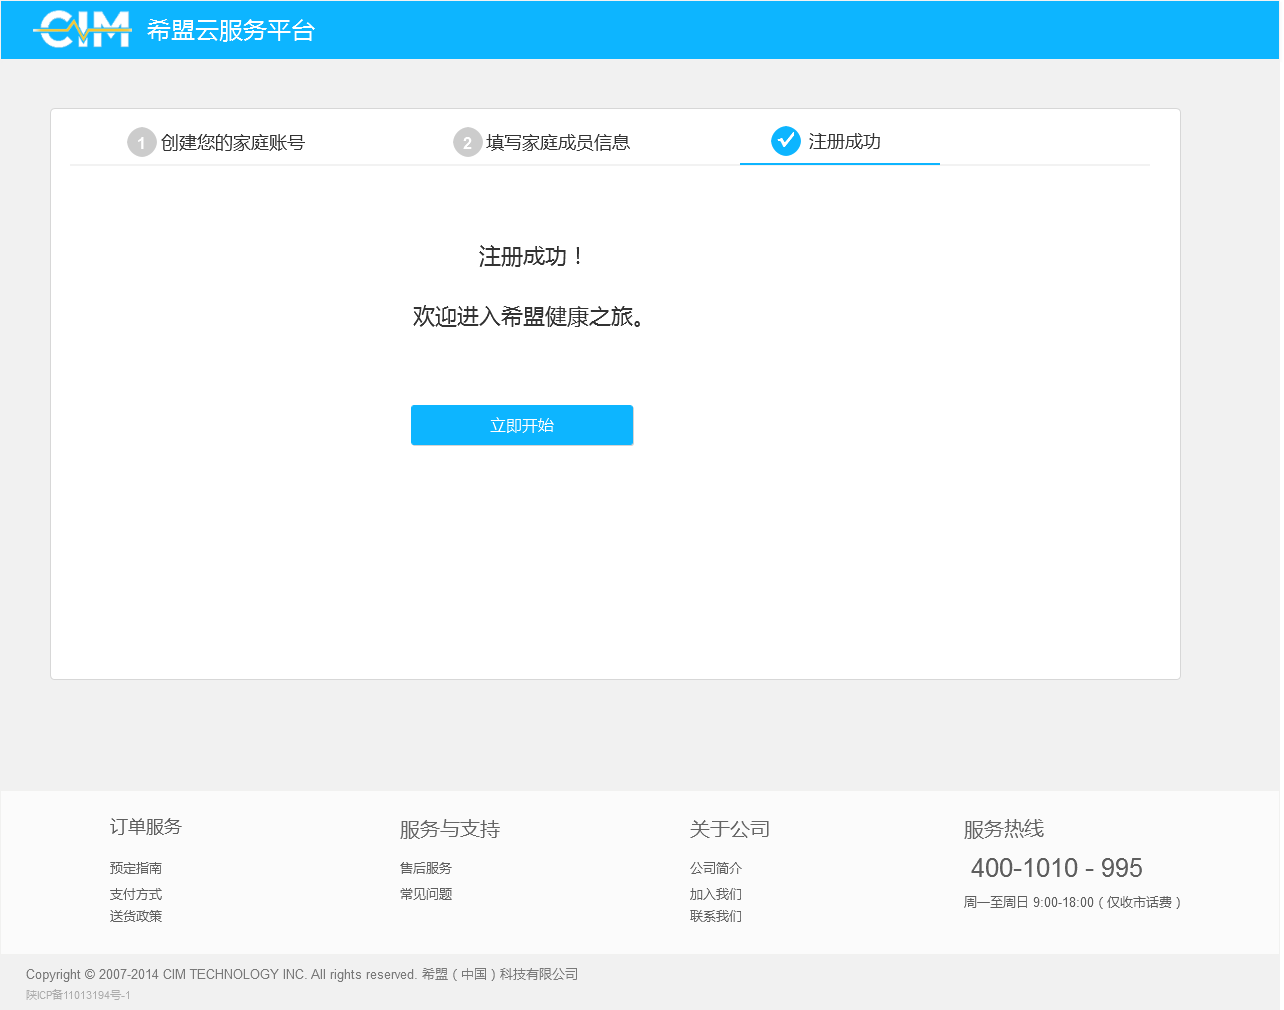 CIM 希盟云服务平台
1 创建您的家庭账号
2 填写家庭成员信息
注册成功
注册成功！
欢迎进入希盟健康之旅。
立即开始
订单服务
预定指南
支付方式
送货政策
服务与支持
售后服务
常见问题
关于公司
公司简介
加入我们
联系我们
服务热线
400-1010 - 995
周一至周日 9:00-18:00（仅收市话费）
Copyright © 2007-2014 CIM TECHNOLOGY INC. All rights reserved. 希盟（中国）科技有限公司
陕ICP备11013194号-1